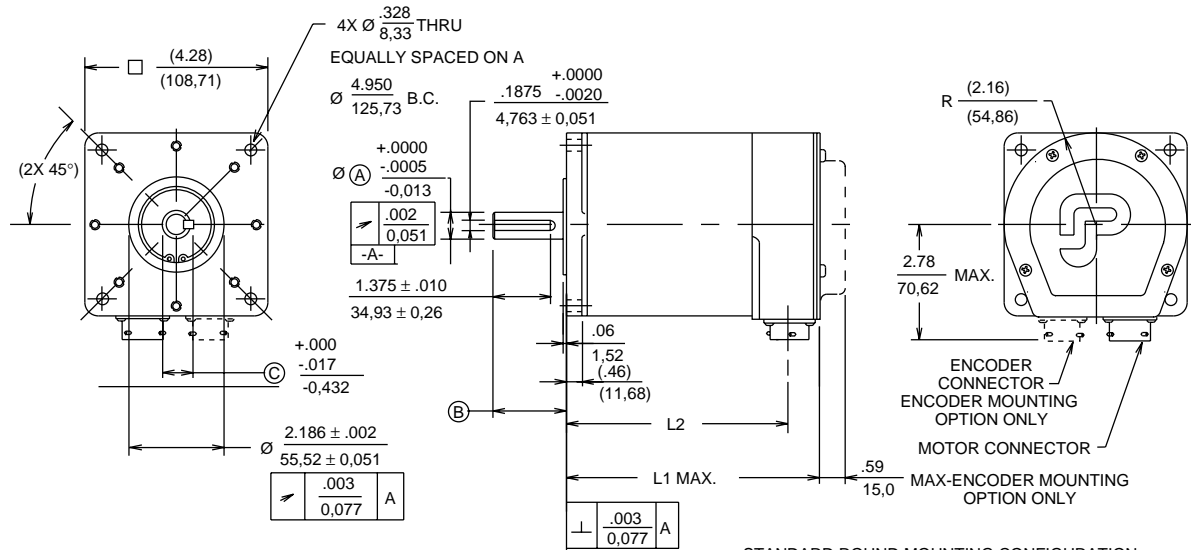 4X Ø .328 THRU
8,33
EQUALLY SPACED ON A
Ø 4.950 B.C.
125,73
(4.28)
(108,71)
(2X 45°)
+.0000
.1875 -.0020
4,763 ± 0,051
+.0000
Ø A -.0005
-0,013
.002
0,051
-A-
1.375 ± .010
34,93 ± 0,26
+.000
-.017
C -0,432
Ø 2.186 ± .002
55,52 ± 0,051
.003 A
0,077
B
.06
1,52
(.46)
(11,68)
L2
L1 MAX.
.59
15,0
MAX-ENCODER MOUNTING
OPTION ONLY
⊥ .003 A
0,077
R (2.16)
(54,86)
2.78 MAX.
70,62
ENCODER
CONNECTOR
ENCODER MOUNTING
OPTION ONLY
MOTOR CONNECTOR